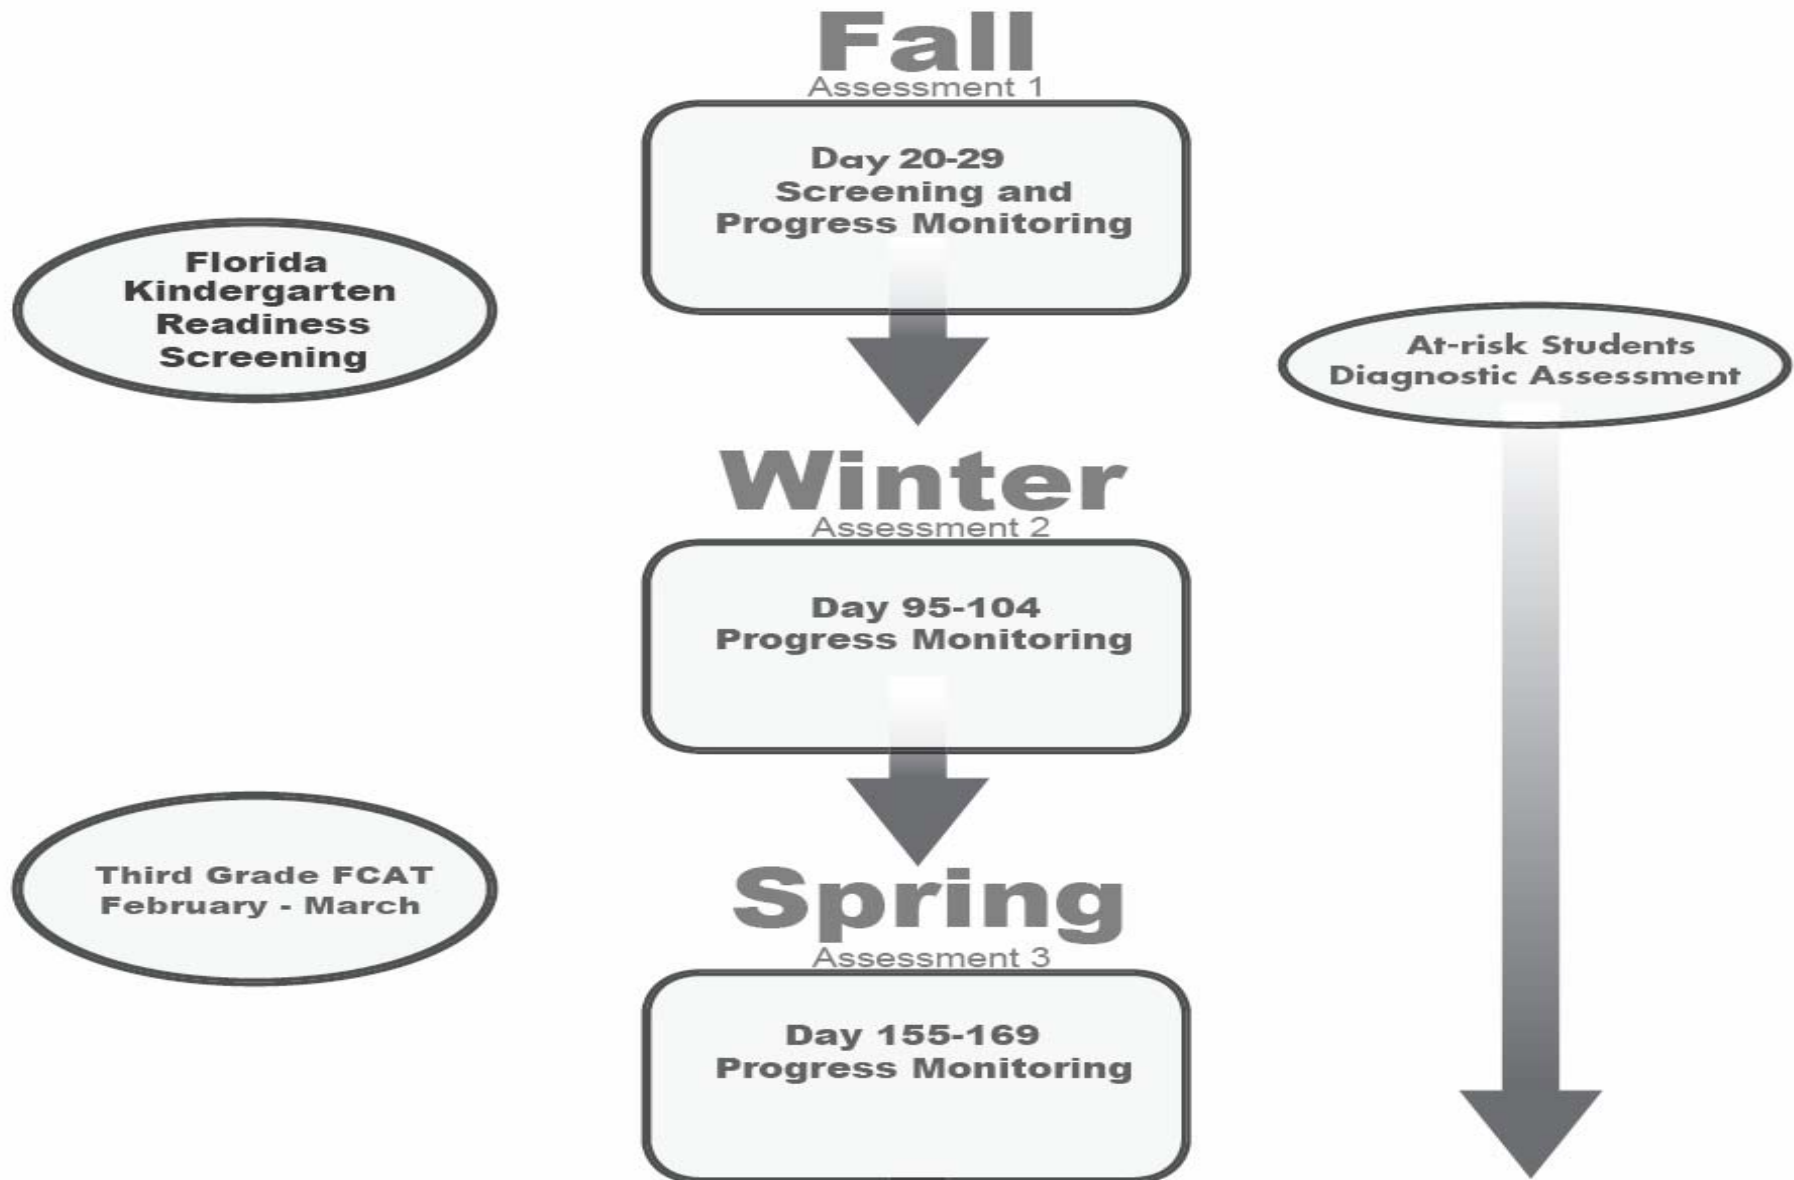 Fall
Assessment 1
Day 20-29
Screening and
Progress Monitoring
Florida
Kindergarten
Readiness
Screening
At-risk Students
Diagnostic Assessment
Winter
Assessment 2
Day 95-104
Progress Monitoring
Third Grade FCAT
February - March
Spring
Assessment 3
Day 155-169
Progress Monitoring